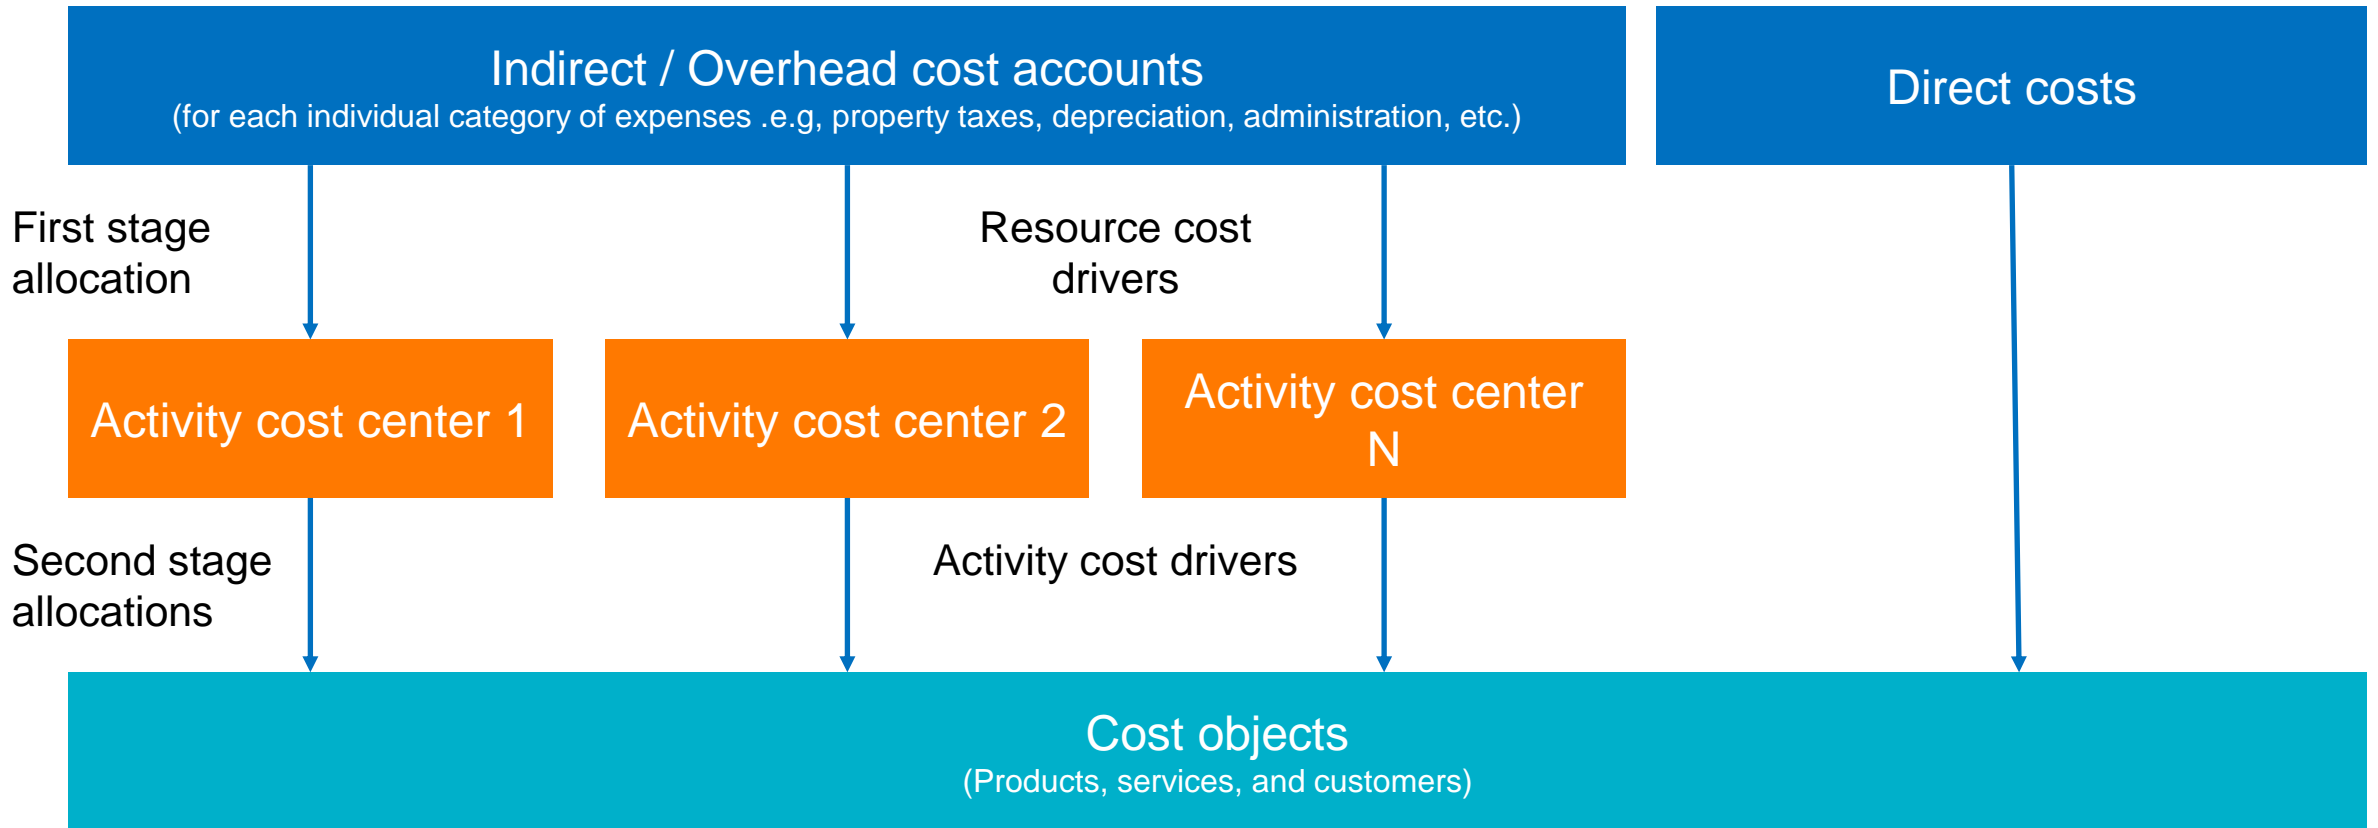 Indirect / Overhead cost accounts
(for each individual category of expenses .e.g, property taxes, depreciation, administration, etc.)
Direct costs
First stage
allocation
Resource cost
drivers
Activity cost center 1
Activity cost center 2
Activity cost center
N
Second stage
allocations
Activity cost drivers
Cost objects
(Products, services, and customers)